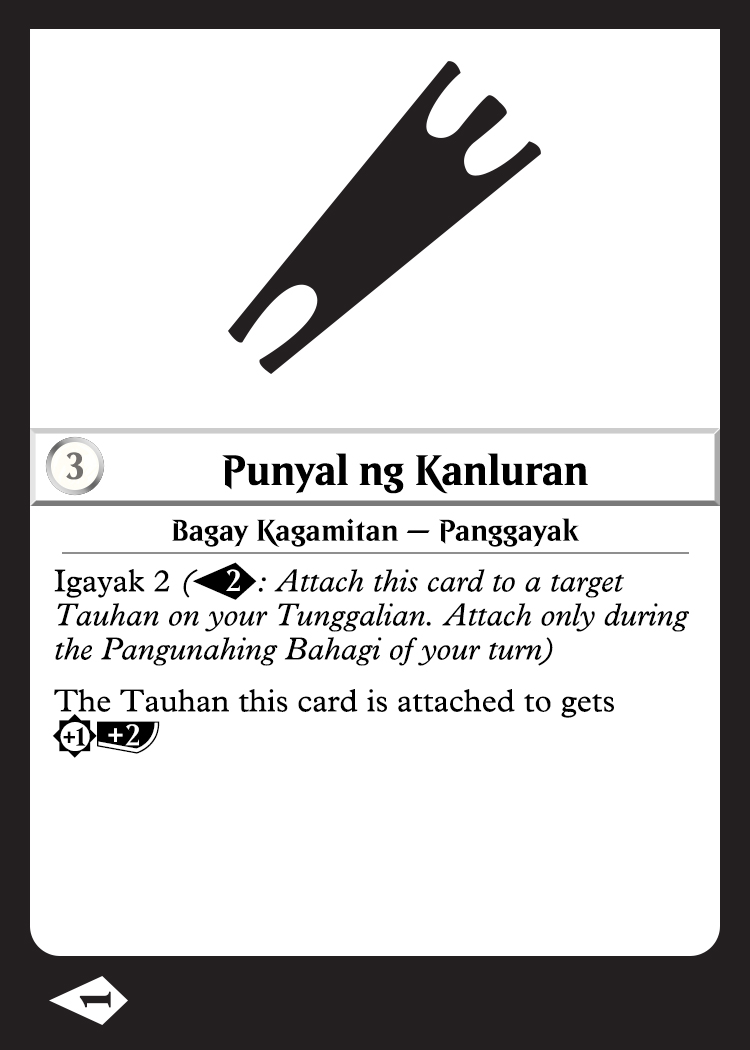 3
Punyal ng Kanluran
Bagay Kagamitan — Panggayak
Igayak 2 (2: Attach this card to a target
Tauhan on your Tunggalian. Attach only during
the Pangunahing Bahagi of your turn)
The Tauhan this card is attached to gets
+1 +2
1